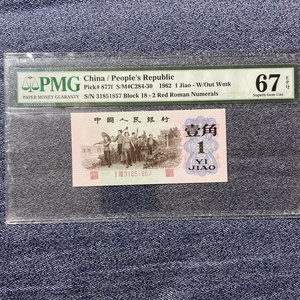 PMG
PAPER MONEY GUARANTY
China / People's Republic
Pick# 877f S/M#C284-30 1962 1 Jiao - W/Out Wmk
S/N 31851857 Block 18 - 2 Red Roman Numerals
67 EPQ
Superb Gem Unc
中国人民银行
壹角
1
YI
JIAO
31851857